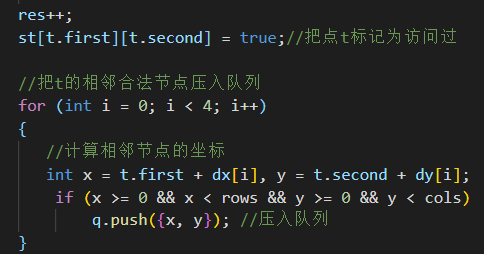 res++;
st[t.first][t.second] = true;//把点t标记为访问过
//把t的相邻合法节点压入队列
for (int i = 0; i < 4; i++)
{
//计算相邻节点的坐标
int x = t.first + dx[i], y = t.second + dy[i];
if (x >= 0 && x < rows && y >= 0 && y < cols)
q.push({x, y}); //压入队列
}